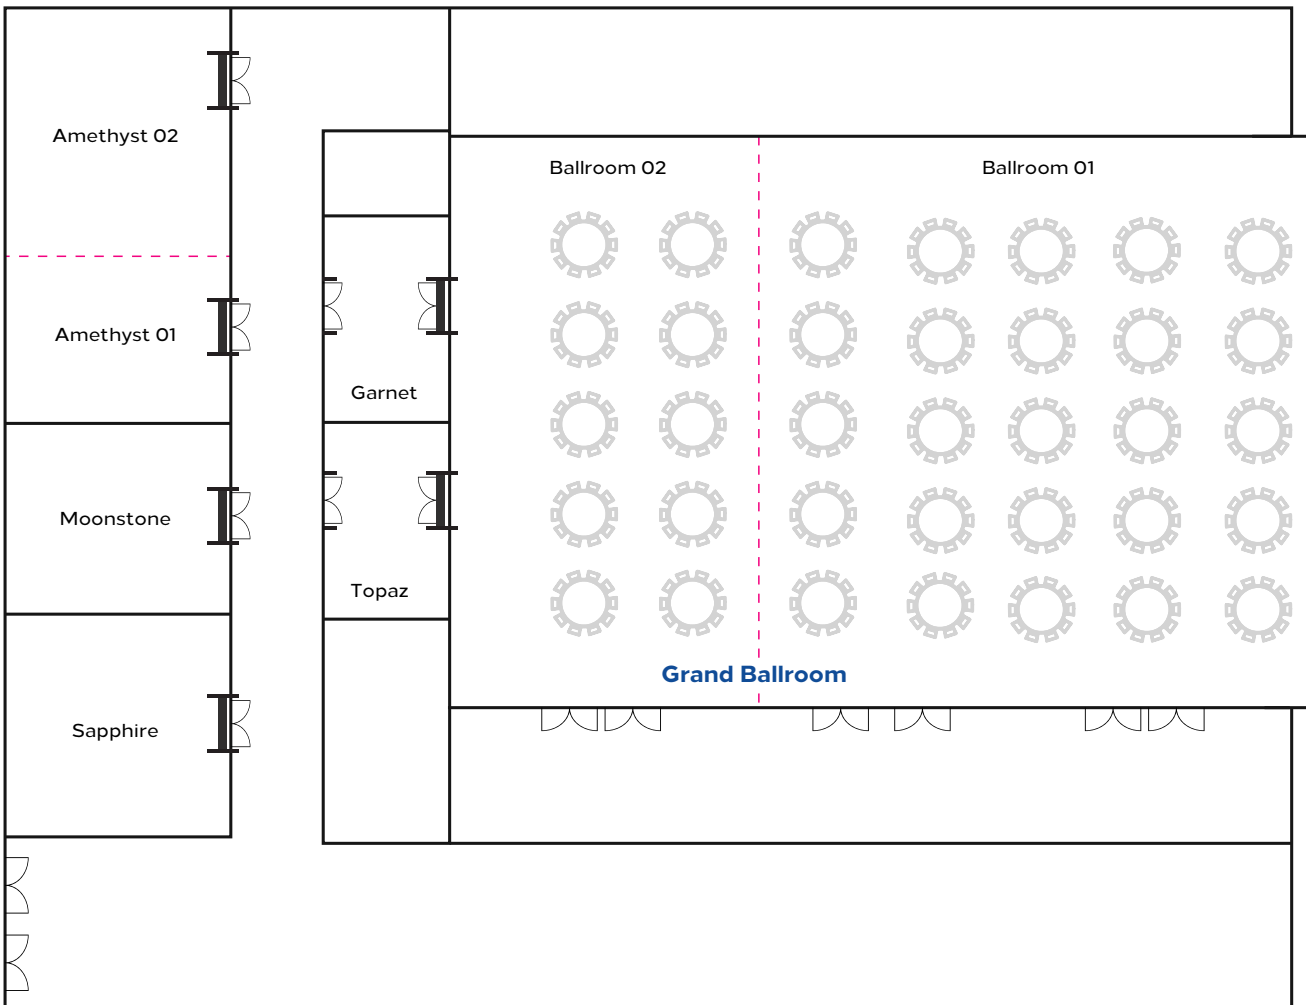 Amethyst 02
Ballroom 02
Ballroom 01
Amethyst 01
Garnet
Moonstone
Topaz
Grand Ballroom
Sapphire